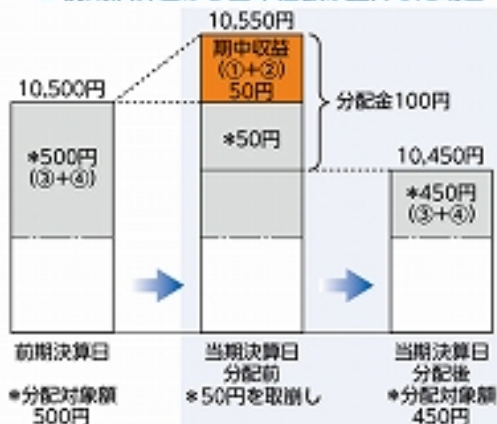 10,550円
期中収益
(①+②)
50円
10,500円
分配金100円
*500円
(③+④)
*50円
10,450円
*450円
(③+④)
前期決算日
当期決算日
分配前
当期決算日
分配後
*分配対象額
500円
*50円を取崩し
*分配対象額
450円